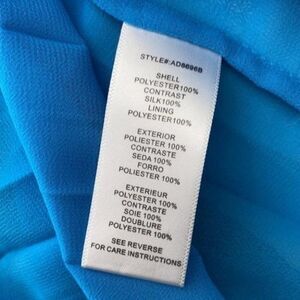 STYLE#:AD8696B
SHELL
POLYESTER100%
CONTRAST
SILK100%
LINING
POLYESTER100%
EXTERIOR
POLIESTER 100%
CONTRASTE
SEDA 100%
FORRO
POLIESTER 100%
EXTERIEUR
POLYESTER 100%
CONTRASTE
SOIE 100%
DOUBLURE
POLYESTER 100%
SEE REVERSE
FOR CARE INSTRUCTIONS